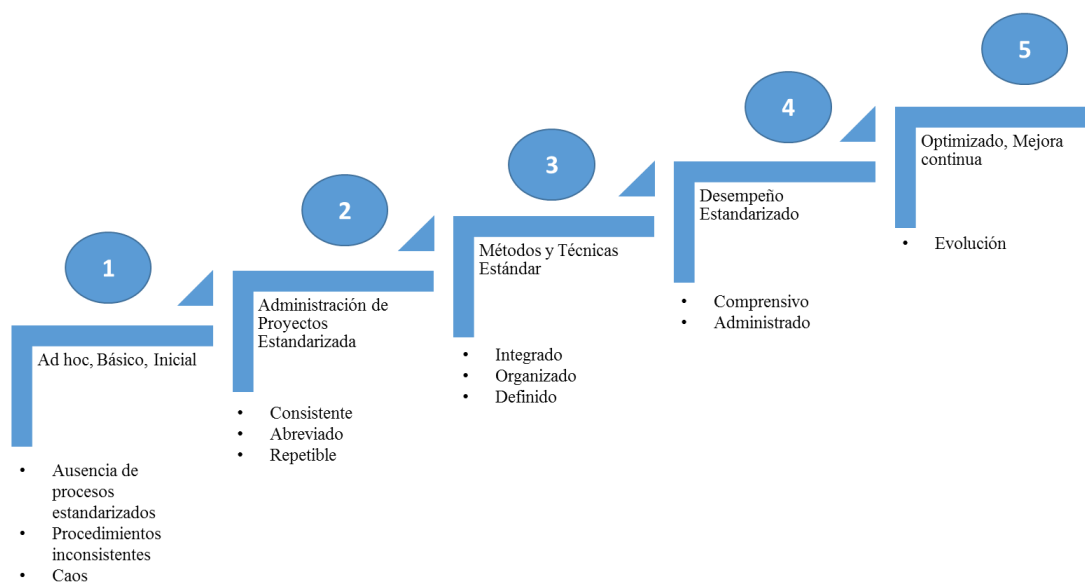 1
Ad hoc, Básico, Inicial
• Ausencia de
procesos
estandarizados
• Procedimientos
inconsistentes
• Caos
2
Administración de
Proyectos
Estandarizada
• Consistente
• Abreviado
• Repetible
3
Métodos y Técnicas
Estándar
• Integrado
• Organizado
• Definido
4
Desempeño
Estandarizado
• Comprensivo
• Administrado
5
Optimizado, Mejora
continua
• Evolución